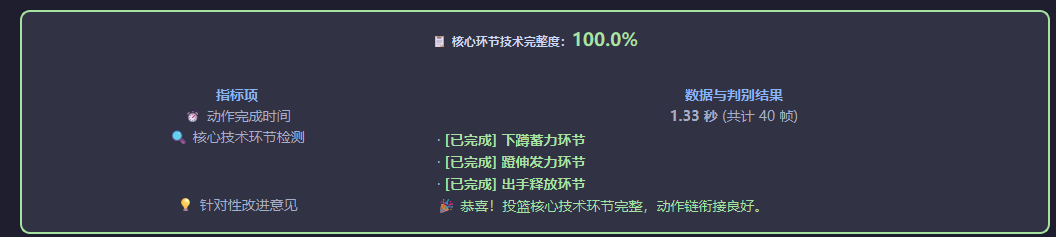 📋 核心环节技术完整度：100.0%
指标项 数据与判别结果
⏰ 动作完成时间 1.33 秒 (共计 40 帧)
🔍 核心技术环节检测 · [已完成] 下蹲蓄力环节
· [已完成] 蹬伸发力环节
· [已完成] 出手释放环节
💡 针对性改进意见 🎉 恭喜！投篮核心技术环节完整，动作链衔接良好。